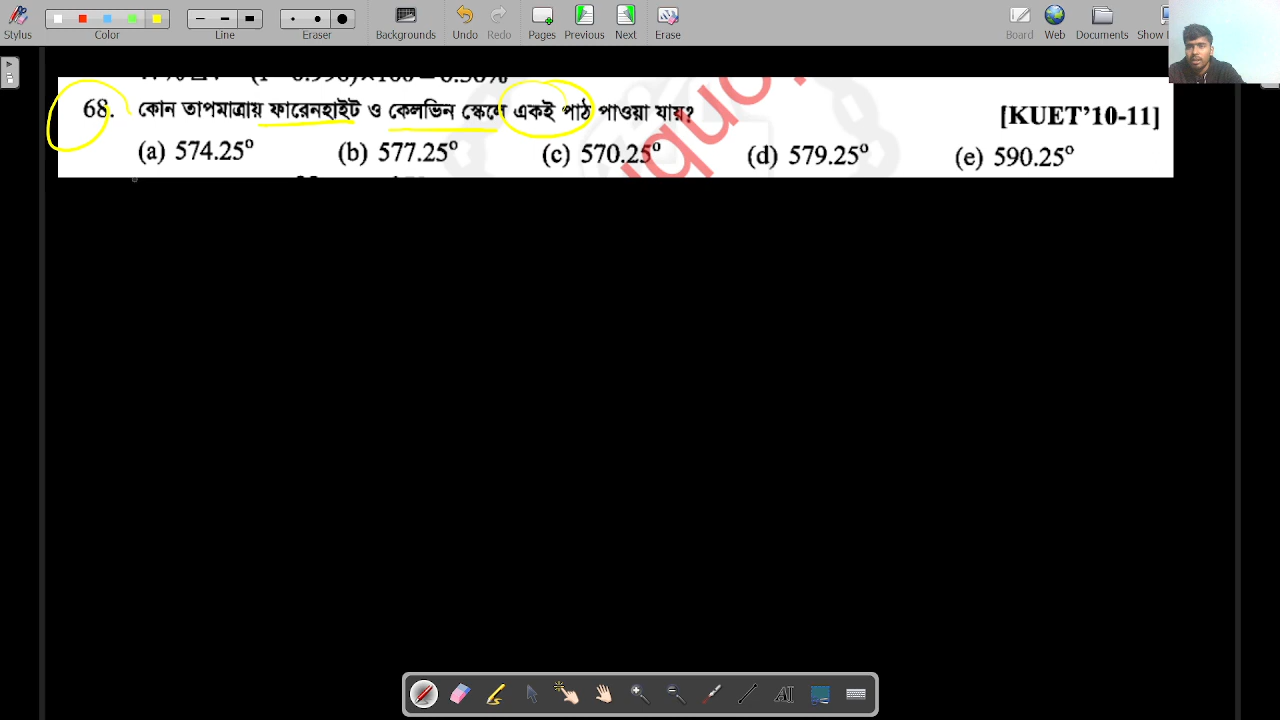 Stylus Color Line Eraser Backgrounds Undo Redo Pages Previous Next Erase Board Web Documents
68. কোন তাপমাত্রায় ফারেনহাইট ও কেলভিন স্কেলে একই পাঠ পাওয়া যায়? [KUET’10-11]
(a) 574.25° (b) 577.25° (c) 570.25° (d) 579.25° (e) 590.25°